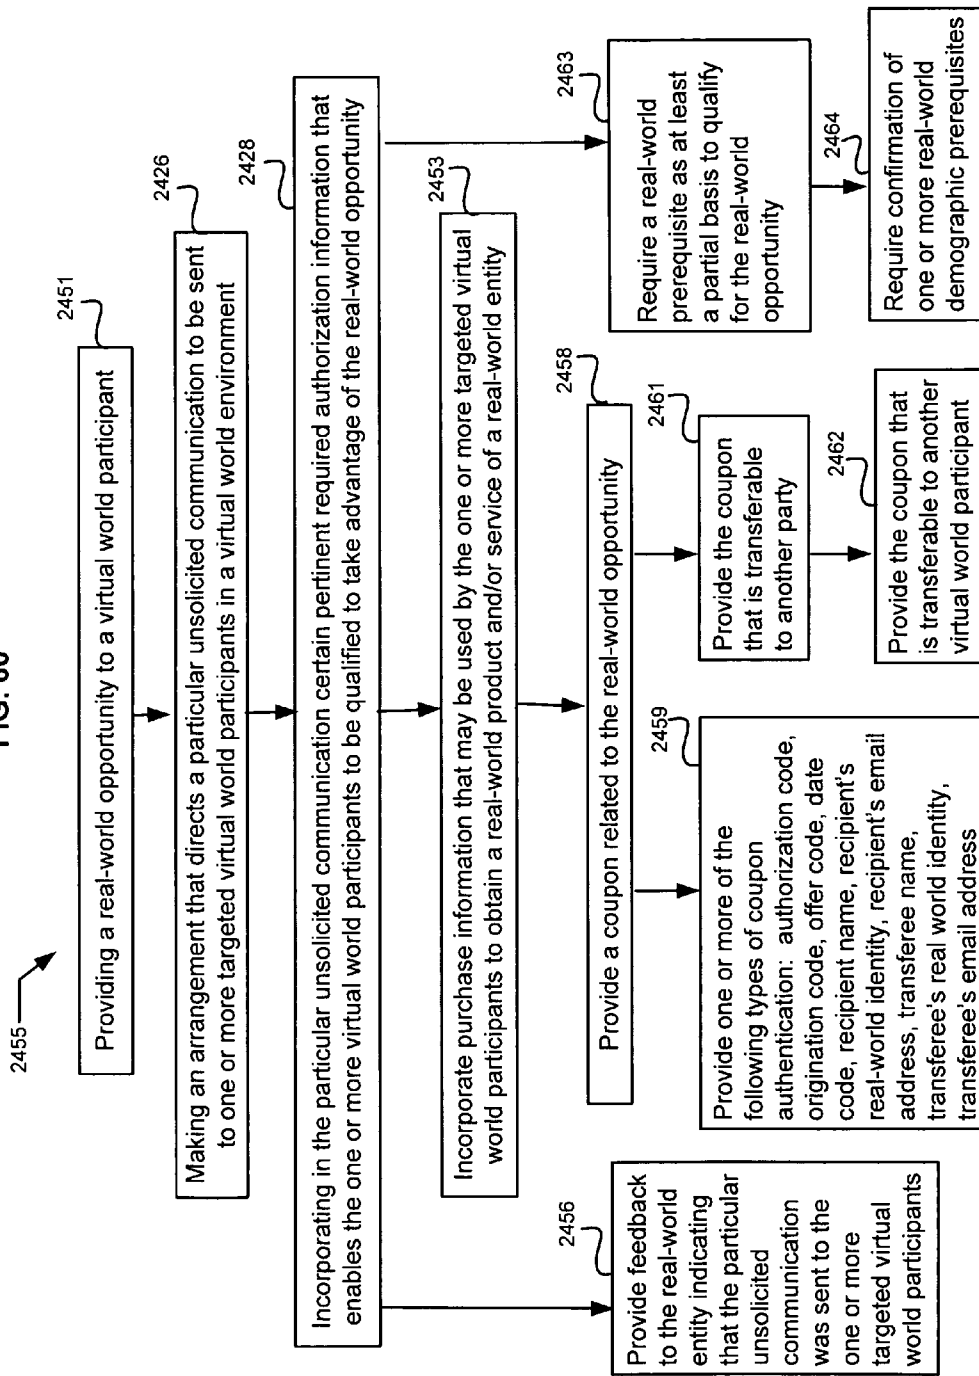 FIG.
2455
2451
Providing a real-world opportunity to a virtual world participant
2426
Making an arrangement that directs a particular unsolicited communication to be sent
to one or more targeted virtual world participants in a virtual world environment
2428
Incorporating in the particular unsolicited communication certain pertinent required authorization information that
enables the one or more virtual world participants to be qualified to take advantage of the real-world opportunity
2453
Incorporate purchase information that may be used by the one or more targeted virtual
world participants to obtain a real-world product and/or service of a real-world entity
2458
Provide a coupon related to the real-world opportunity
2456
Provide feedback
to the real-world
entity indicating
that the particular
unsolicited
communication
was sent to the
one or more
targeted virtual
world participants
2459
Provide one or more of the
following types of coupon
authentication: authorization code,
origination code, offer code, date
code, recipient name, recipient's
real-world identity, recipient's email
address, transferee name,
transferee's real world identity,
transferee's email address
2461
Provide the coupon
that is transferable
to another party
2462
Provide the coupon that
is transferable to another
virtual world participant
2463
Require a real-world
prerequisite as at least
a partial basis to qualify
for the real-world
opportunity
2464
Require confirmation of
one or more real-world
demographic prerequisites